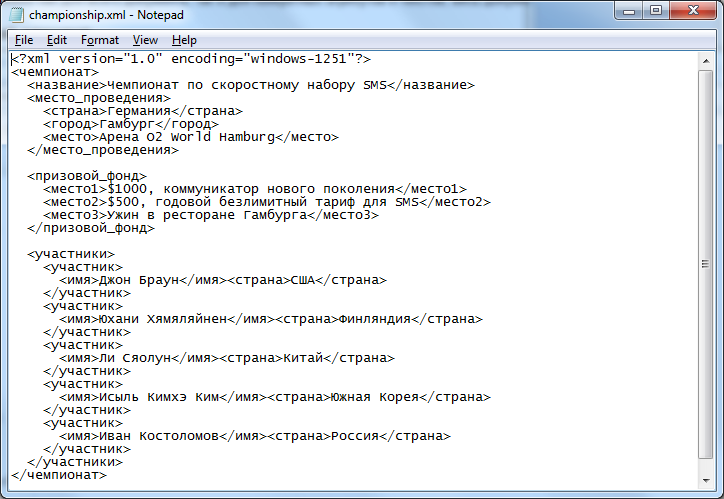 championship.xml - Notepad
File Edit Format View Help
<?xml version="1.0" encoding="windows-1251"?>
<чемпионат>
  <название>Чемпионат по скоростному набору SMS</название>
  <место_проведения>
    <страна>Германия</страна>
    <город>Гамбург</город>
    <место>Арена O2 World Hamburg</место>
  </место_проведения>

  <призовой_фонд>
    <место1>$1000, коммуникатор нового поколения</место1>
    <место2>$500, годовой безлимитный тариф для SMS</место2>
    <место3>Ужин в ресторане Гамбурга</место3>
  </призовой_фонд>

  <участники>
    <участник>
      <имя>Джон Браун</имя><страна>США</страна>
    </участник>
    <участник>
      <имя>Юхани Хямяляйнен</имя><страна>Финляндия</страна>
    </участник>
    <участник>
      <имя>Ли Сяолун</имя><страна>Китай</страна>
    </участник>
    <участник>
      <имя>Исыль Кимхэ Ким</имя><страна>Южная Корея</страна>
    </участник>
    <участник>
      <имя>Иван Костоломов</имя><страна>Россия</страна>
    </участник>
  </участники>
</чемпионат>